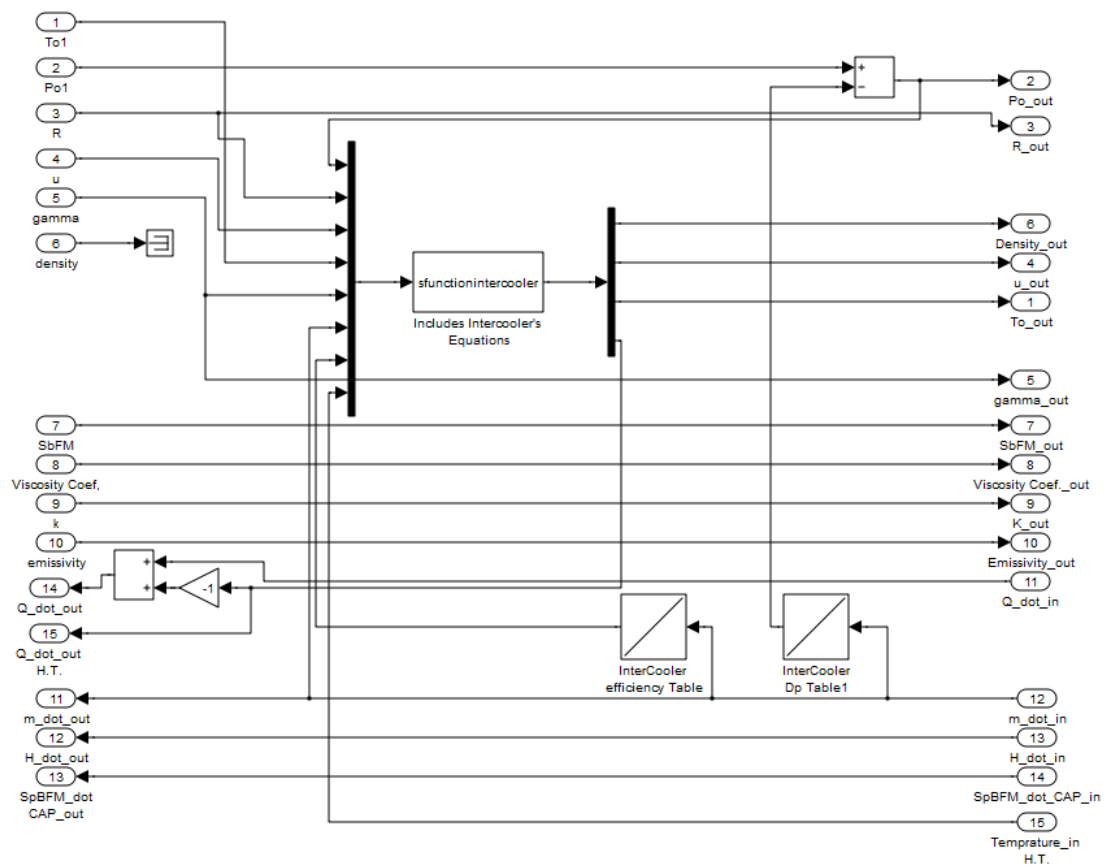 1
To1
2
Po1
+
−
2
Po_out
3
R
3
R_out
4
u
5
gamma
6
density
6
Density_out
sfunctionintercooler
4
u_out
Includes Intercooler's
Equations
1
To_out
5
gamma_out
7
SbFM
7
SbFM_out
8
Viscosity Coef,
8
Viscosity Coef._out
9
k
9
K_out
10
emissivity
10
Emissivity_out
+
+
-1
14
Q_dot_out
11
Q_dot_in
15
Q_dot_out
H.T.
InterCooler
efficiency Table
InterCooler
Dp Table1
11
m_dot_out
12
m_dot_in
12
H_dot_out
13
H_dot_in
13
SpBFM_dot
CAP_out
14
SpBFM_dot_CAP_in
15
Temprature_in
H.T.